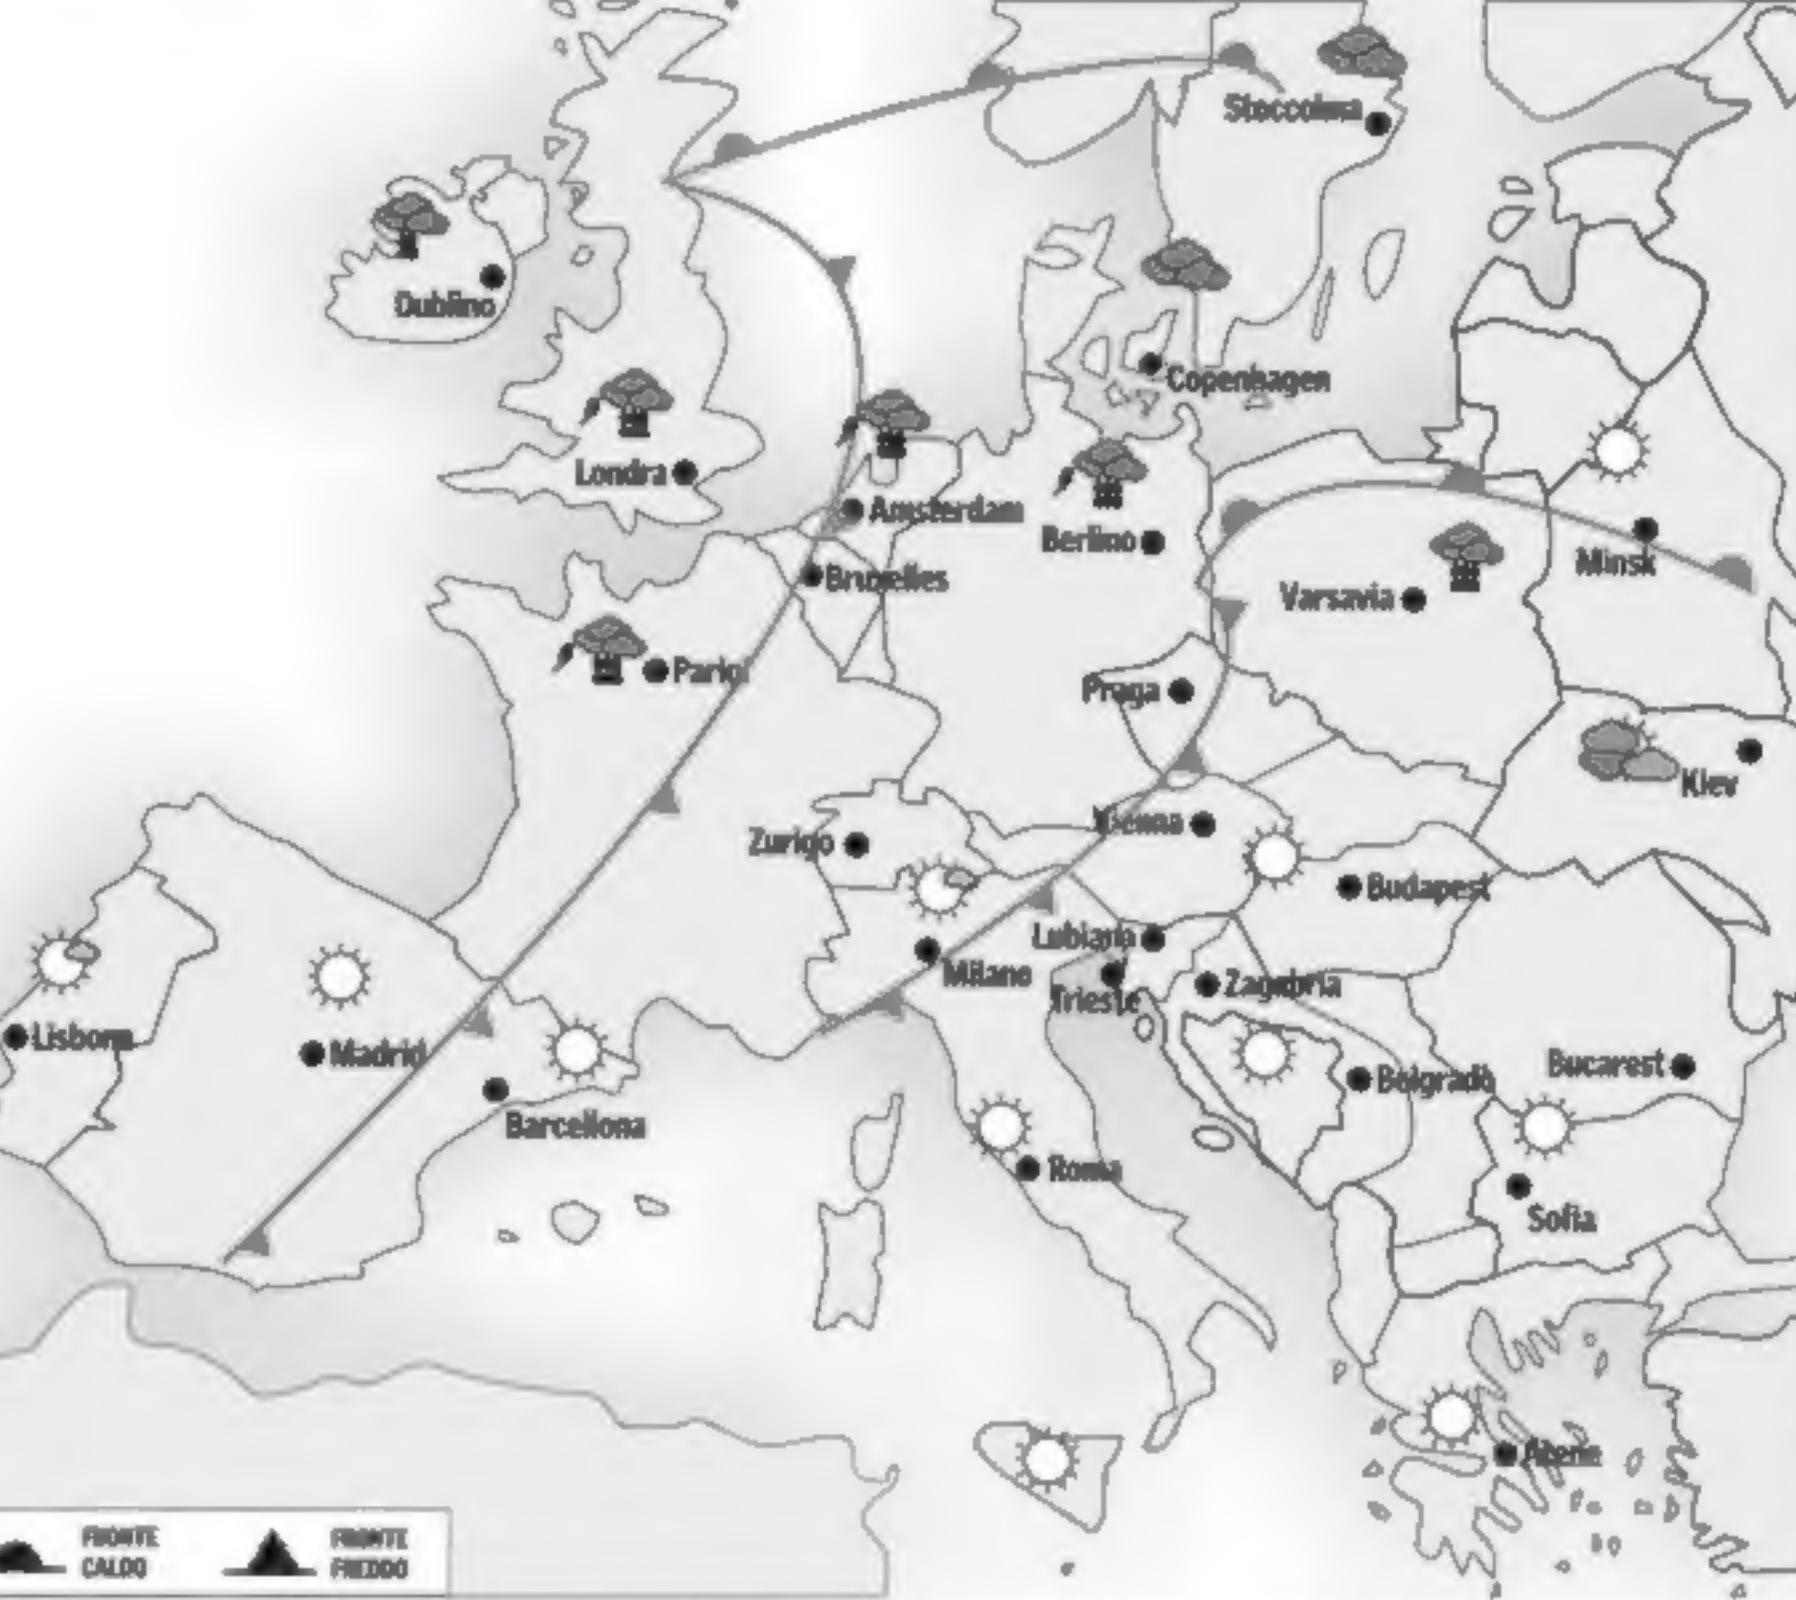 Stoccolma
Dublino
Copenhagen
Londra
Amsterdam
Berlino
Minsk
Bruxelles
Varsavia
Parigi
Praga
Kiev
Vienna
Zurigo
Budapest
Lubiana
Milano
Zagabria
Trieste
Lisbona
Madrid
Bucarest
Belgrado
Barcellona
Roma
Sofia
Atene
FRONTE
CALDO
FRONTE
FREDDO